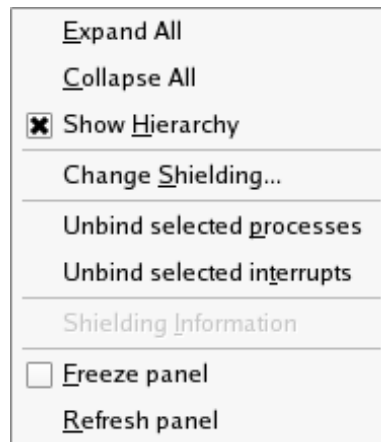 Expand All
Collapse All
Show Hierarchy
Change Shielding...
Unbind selected processes
Unbind selected interrupts
Shielding Information
Freeze panel
Refresh panel